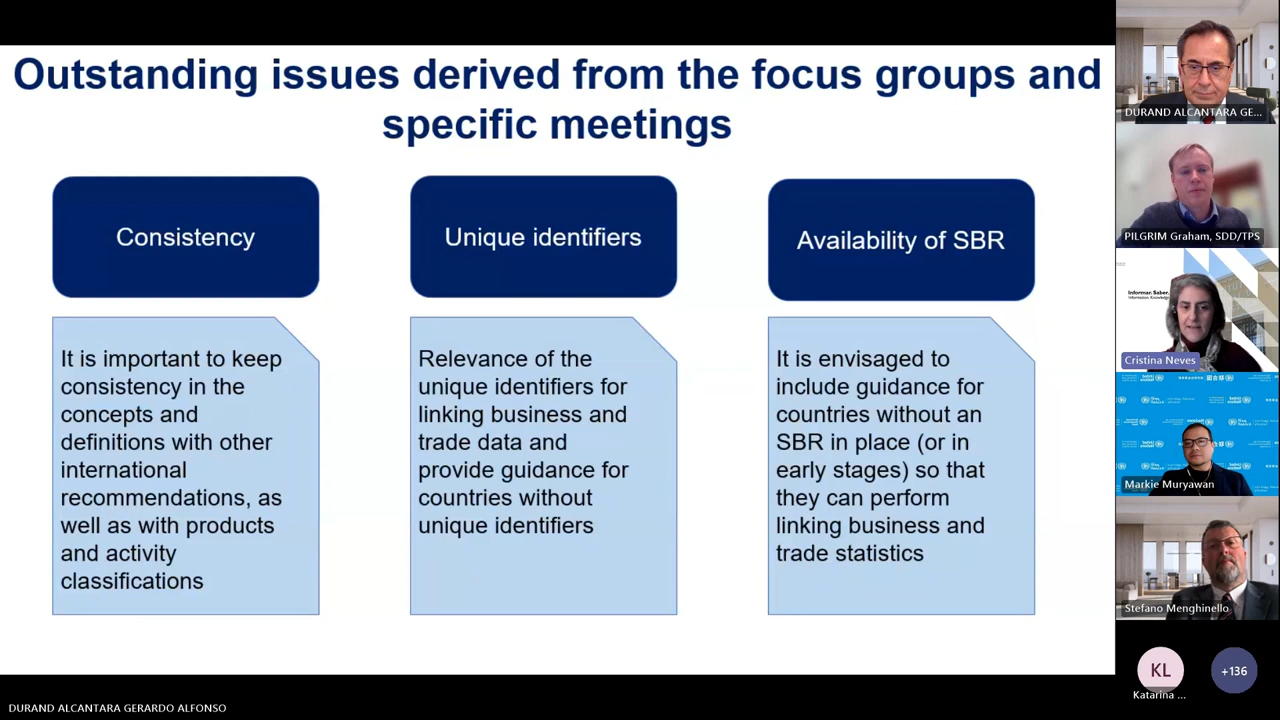 Outstanding issues derived from the focus groups and
specific meetings
Consistency
It is important to keep
consistency in the
concepts and
definitions with other
international
recommendations, as
well as with products
and activity
classifications
Unique identifiers
Relevance of the
unique identifiers for
linking business and
trade data and
provide guidance for
countries without
unique identifiers
Availability of SBR
It is envisaged to
include guidance for
countries without an
SBR in place (or in
early stages) so that
they can perform
linking business and
trade statistics
DURAND ALCANTARA GE...
PILGRIM Graham, SDD/TPS
Informar. Saber.
Cristina Neves
Markie Muryawan
Stefano Menghinello
KL
Katarina ...
+136
DURAND ALCANTARA GERARDO ALFONSO